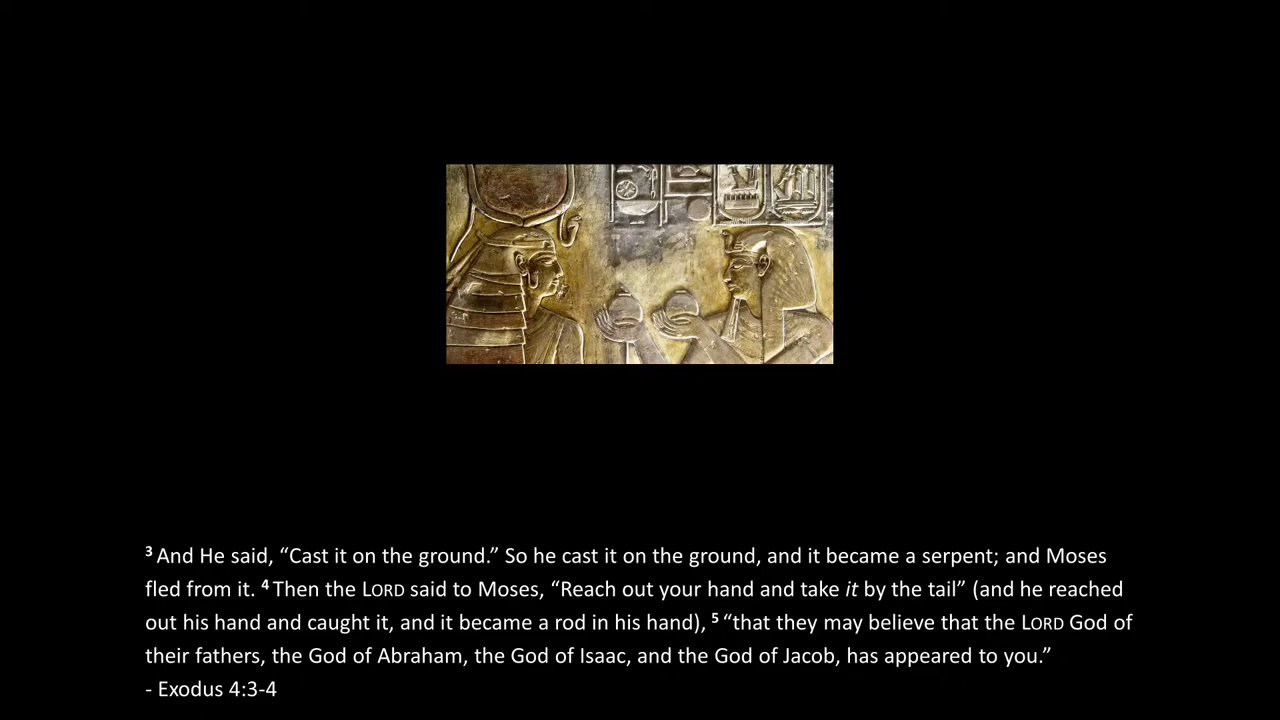 ³ And He said, “Cast it on the ground.” So he cast it on the ground, and it became a serpent; and Moses
fled from it. ⁴ Then the LORD said to Moses, “Reach out your hand and take it by the tail” (and he reached
out his hand and caught it, and it became a rod in his hand), ⁵ “that they may believe that the LORD God of
their fathers, the God of Abraham, the God of Isaac, and the God of Jacob, has appeared to you.”
- Exodus 4:3-4